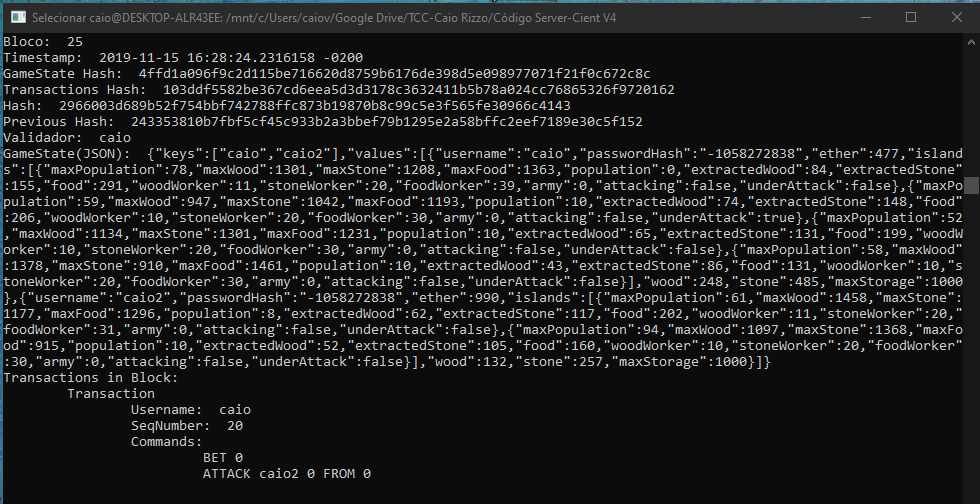 Selecionar caio@DESKTOP-ALR43EE: /mnt/c/Users/caiov/Google Drive/TCC-Caio Rizzo/Código Server-Cient V4
Bloco:  25
Timestamp:  2019-11-15 16:28:24.2316158 -0200
GameState Hash:  4ffd1a096f9c2d115be716620d8759b6176de398d5e098977071f21f0c672c8c
Transactions Hash:  103ddf5582be367cd6eea5d3d3178c3632411b5b78a024cc76865326f9720162
Hash:  2966003d689b52f754bbf742788ffc873b19870b8c99c5e3f565fe30966c4143
Previous Hash:  243353810b7fbf5cf45c933b2a3bbef79b1295e2a58bffc2eef7189e30c5f152
Validador:  caio
GameState(JSON):  {"keys":["caio","caio2"],"values":[{"username":"caio","passwordHash":"-1058272838","ether":477,"island
s":[{"maxPopulation":78,"maxWood":1301,"maxStone":1208,"maxFood":1363,"population":0,"extractedWood":84,"extractedStone"
:155,"food":291,"woodWorker":11,"stoneWorker":20,"foodWorker":39,"army":0,"attacking":false,"underAttack":false},{"maxPo
pulation":59,"maxWood":947,"maxStone":1042,"maxFood":1193,"population":10,"extractedWood":74,"extractedStone":148,"food"
:206,"woodWorker":10,"stoneWorker":20,"foodWorker":30,"army":0,"attacking":false,"underAttack":true},{"maxPopulation":52
,"maxWood":1134,"maxStone":1301,"maxFood":1231,"population":10,"extractedWood":65,"extractedStone":131,"food":199,"woodW
orker":10,"stoneWorker":20,"foodWorker":30,"army":0,"attacking":false,"underAttack":false},{"maxPopulation":58,"maxWood"
:1378,"maxStone":910,"maxFood":1461,"population":10,"extractedWood":43,"extractedStone":86,"food":131,"woodWorker":10,"s
toneWorker":20,"foodWorker":30,"army":0,"attacking":false,"underAttack":false}],"wood":248,"stone":485,"maxStorage":1000
},{"username":"caio2","passwordHash":"-1058272838","ether":990,"islands":[{"maxPopulation":61,"maxWood":1458,"maxStone":
1177,"maxFood":1296,"population":8,"extractedWood":62,"extractedStone":117,"food":202,"woodWorker":11,"stoneWorker":20,"
foodWorker":31,"army":0,"attacking":false,"underAttack":false},{"maxPopulation":94,"maxWood":1097,"maxStone":1368,"maxFo
od":915,"population":10,"extractedWood":52,"extractedStone":105,"food":160,"woodWorker":10,"stoneWorker":20,"foodWorker"
:30,"army":0,"attacking":false,"underAttack":false}],"wood":132,"stone":257,"maxStorage":1000}]}
Transactions in Block:
Transaction
Username:  caio
SeqNumber:  20
Commands:
BET 0
ATTACK caio2 0 FROM 0